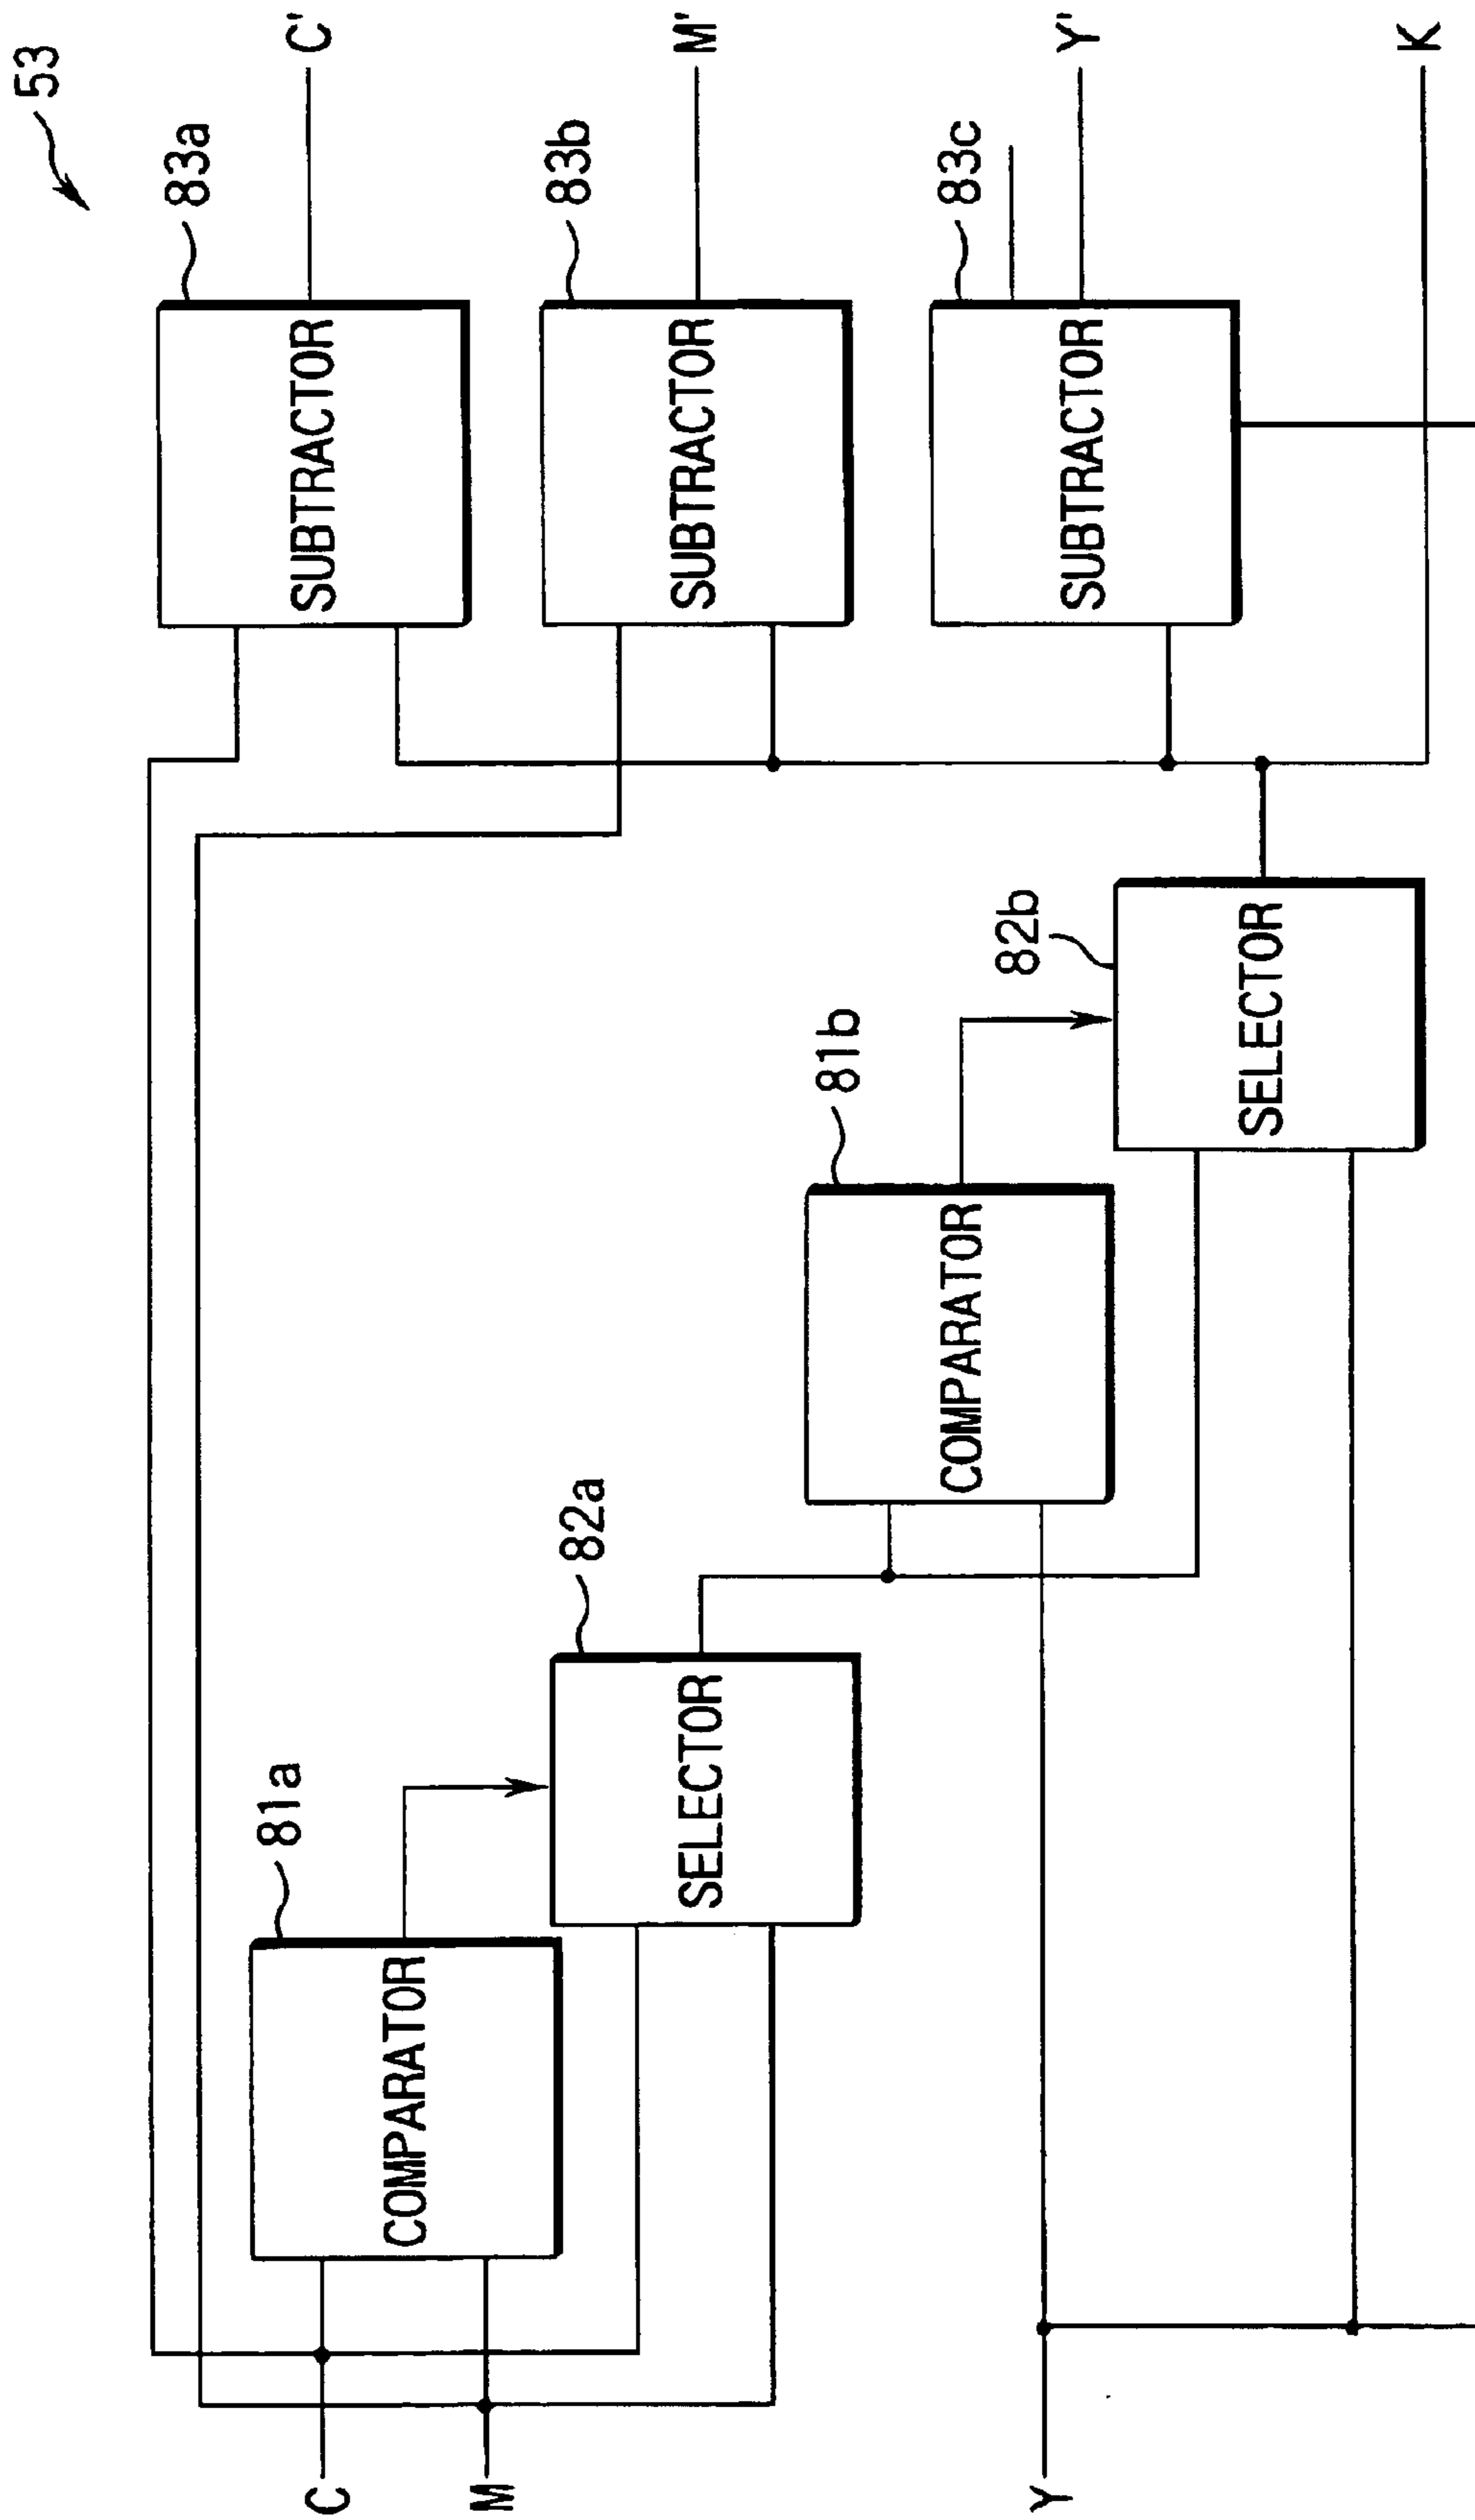 53
C
M
Y
81a
COMPARATOR
82a
SELECTOR
81b
COMPARATOR
82b
SELECTOR
83a
SUBTRACTOR
83b
SUBTRACTOR
83c
SUBTRACTOR
C'
M'
Y'
K